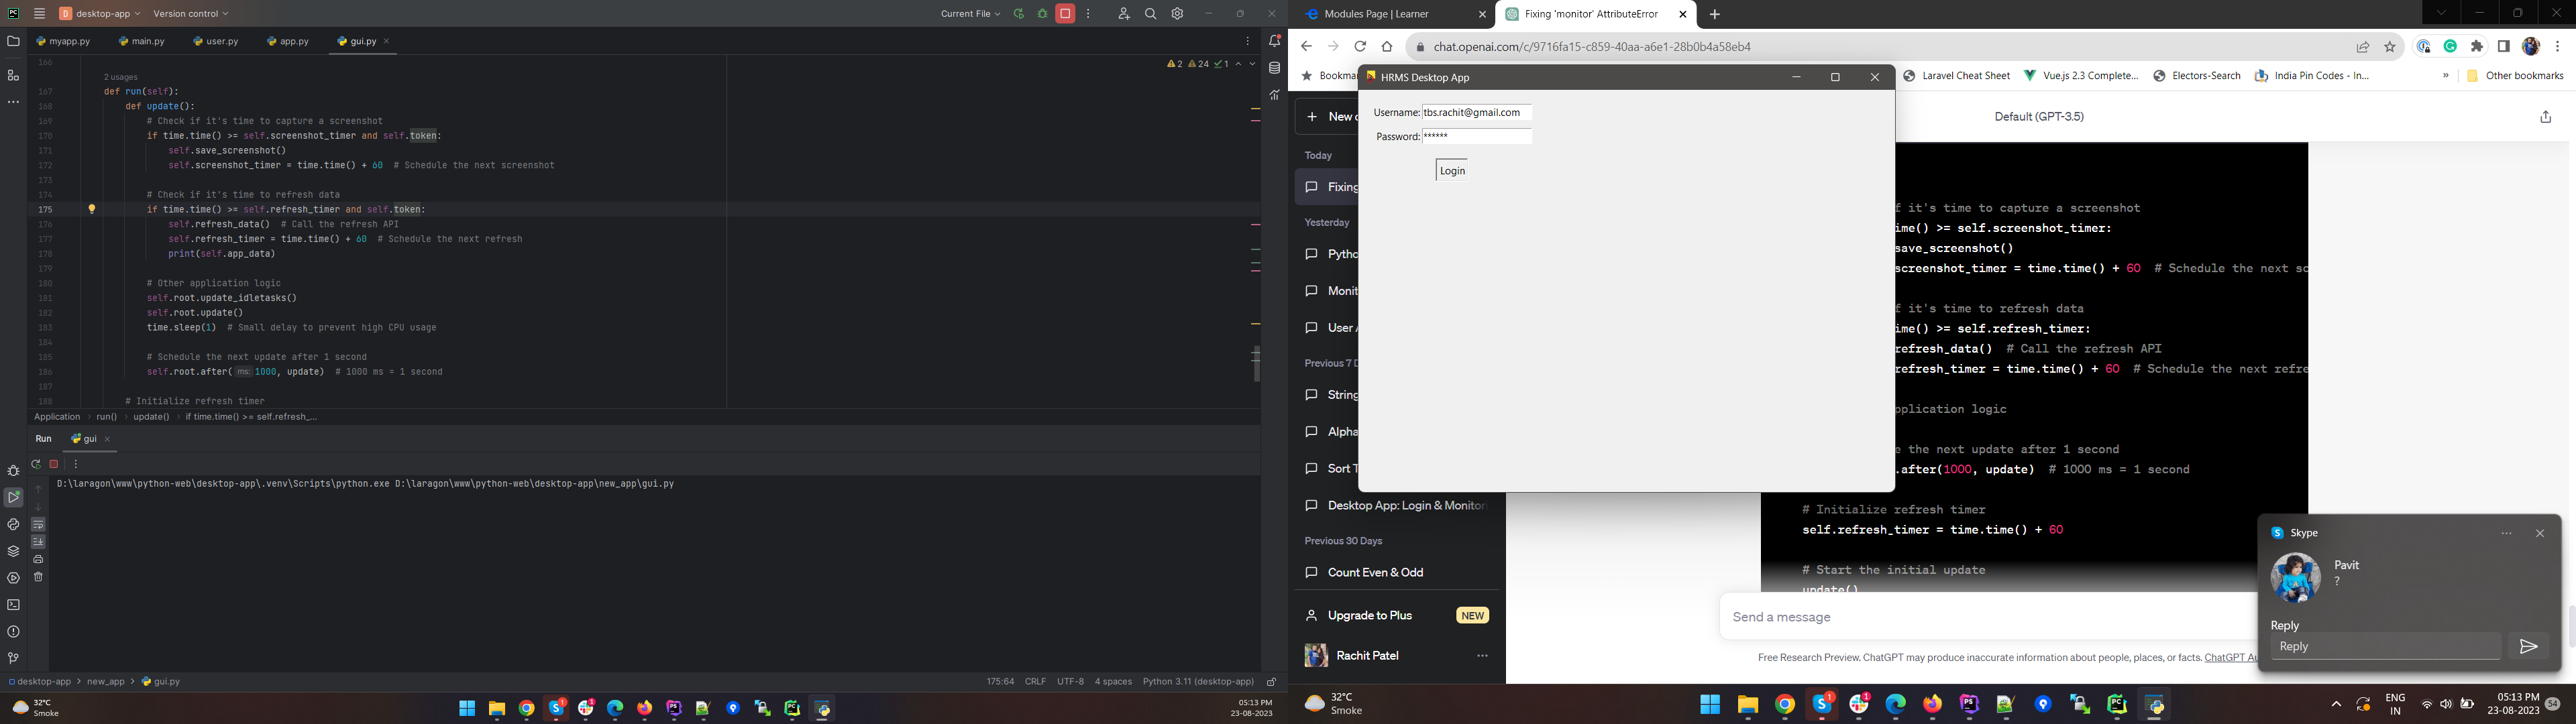 desktop-app
Version control
Current File
myapp.py
main.py
user.py
app.py
gui.py
2 24 1
166
2 usages
167 def run(self):
168 def update():
169 # Check if it's time to capture a screenshot
170 if time.time() >= self.screenshot_timer and self.token:
171 self.save_screenshot()
172 self.screenshot_timer = time.time() + 60 # Schedule the next screenshot
173
174 # Check if it's time to refresh data
175 if time.time() >= self.refresh_timer and self.token:
176 self.refresh_data() # Call the refresh API
177 self.refresh_timer = time.time() + 60 # Schedule the next refresh
178 print(self.app_data)
179
180 # Other application logic
181 self.root.update_idletasks()
182 self.root.update()
183 time.sleep(1) # Small delay to prevent high CPU usage
184
185 # Schedule the next update after 1 second
186 self.root.after( ms: 1000, update) # 1000 ms = 1 second
187
188 # Initialize refresh timer
Application > run() > update() > if time.time() >= self.refresh_...
Run gui
D:\laragon\www\python-web\desktop-app\.venv\Scripts\python.exe D:\laragon\www\python-web\desktop-app\new_app\gui.py
desktop-app > new_app > gui.py
175:64 CRLF UTF-8 4 spaces Python 3.11 (desktop-app)
32°C
Smoke
05:13 PM
23-08-2023
Modules Page | Learner
Fixing 'monitor' AttributeError
chat.openai.com/c/9716fa15-c859-40aa-a6e1-28b0b4a58eb4
Bookmar
Laravel Cheat Sheet
Vue.js 2.3 Complete...
Electors-Search
India Pin Codes - In...
Other bookmarks
HRMS Desktop App
Username: tbs.rachit@gmail.com
Password: ******
Login
New c
Today
Fixing
Yesterday
Pytho
Monit
User A
Previous 7 D
String
Alpha
Sort T
Desktop App: Login & Monitor
Previous 30 Days
Count Even & Odd
Upgrade to Plus NEW
Rachit Patel
Default (GPT-3.5)
f it's time to capture a screenshot
ime() >= self.screenshot_timer:
save_screenshot()
screenshot_timer = time.time() + 60 # Schedule the next sc
f it's time to refresh data
ime() >= self.refresh_timer:
refresh_data() # Call the refresh API
refresh_timer = time.time() + 60 # Schedule the next refre
pplication logic
e the next update after 1 second
.after(1000, update) # 1000 ms = 1 second
# Initialize refresh timer
self.refresh_timer = time.time() + 60
# Start the initial update
update()
Send a message
Free Research Preview. ChatGPT may produce inaccurate information about people, places, or facts. ChatGPT Au
Skype
Pavit
?
Reply
Reply
32°C
Smoke
ENG
IN
05:13 PM
23-08-2023
54